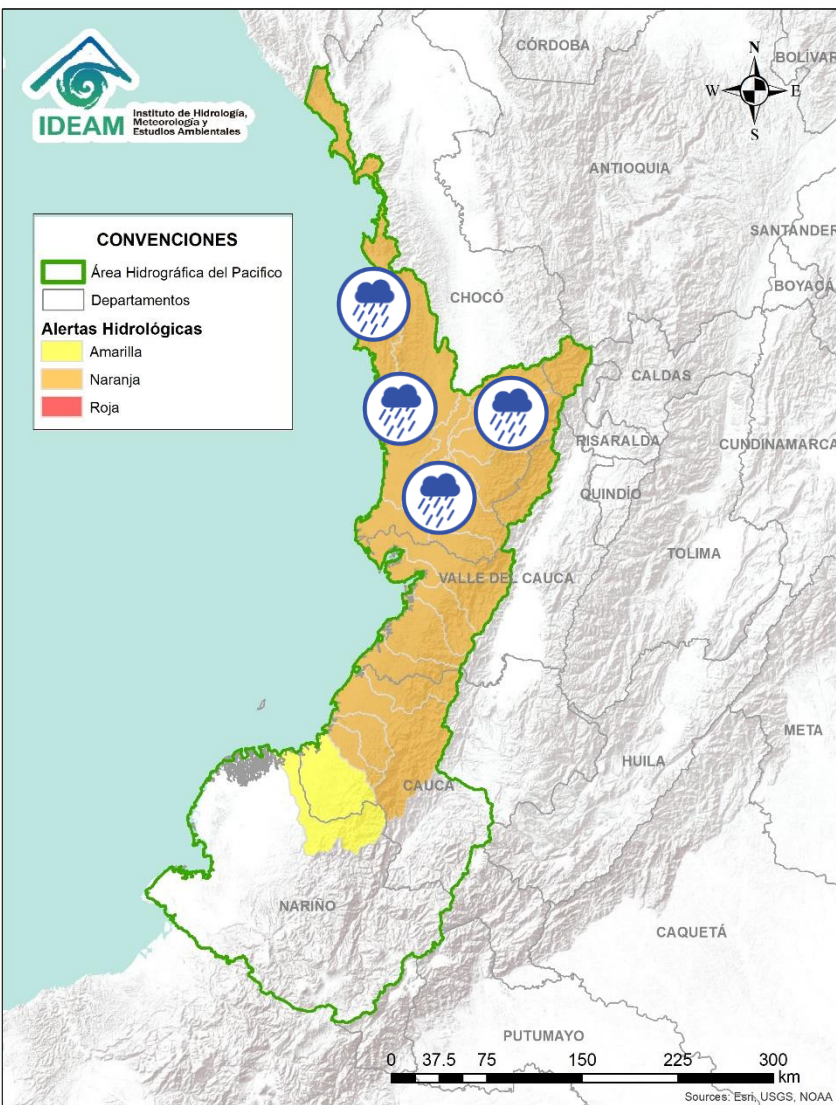 IDEAM
Instituto de Hidrología,
Meteorología y
Estudios Ambientales
N
W
E
S
CONVENCIONES
Área Hidrográfica del Pacifico
Departamentos
Alertas Hidrológicas
Amarilla
Naranja
Roja
CÓRDOBA
BOLÍVAR
ANTIOQUIA
SANTANDER
BOYACÁ
CHOCÓ
CALDAS
RISARALDA
CUNDINAMARCA
QUINDÍO
TOLIMA
VALLE DEL CAUCA
META
HUILA
CAUCA
NARIÑO
CAQUETÁ
PUTUMAYO
0 37.5 75 150 225 300
km
Sources: Esri, USGS, NOAA